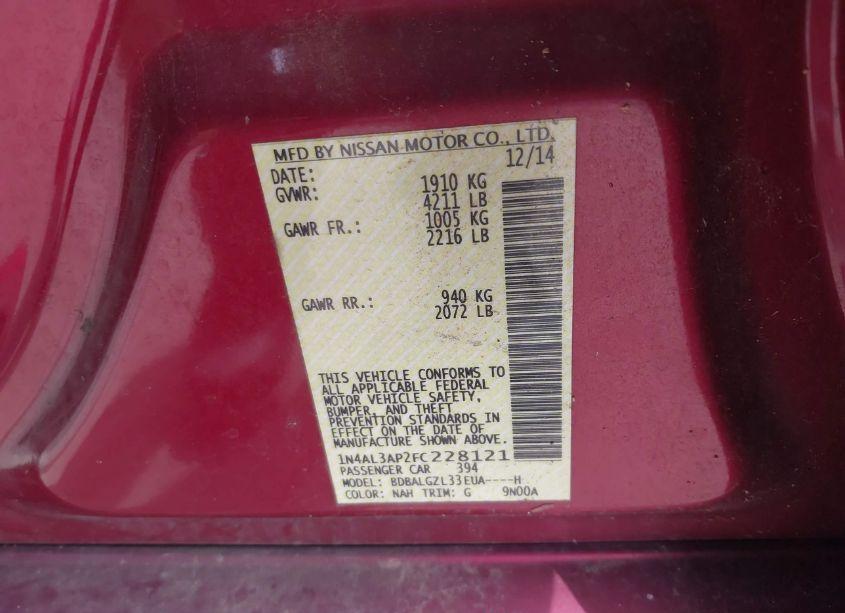 MFD BY NISSAN MOTOR CO., LTD.
DATE: 12/14
GVWR: 1910 KG
4211 LB
GAWR FR.: 1005 KG
2216 LB
GAWR RR.: 940 KG
2072 LB
THIS VEHICLE CONFORMS TO
ALL APPLICABLE FEDERAL
MOTOR VEHICLE SAFETY,
BUMPER, AND THEFT
PREVENTION STANDARDS IN
EFFECT ON THE DATE OF
MANUFACTURE SHOWN ABOVE.
1N4AL3AP2FC228121
PASSENGER CAR 394
MODEL: BDBALGZL33EUA----H
COLOR: NAH TRIM: G 9N00A